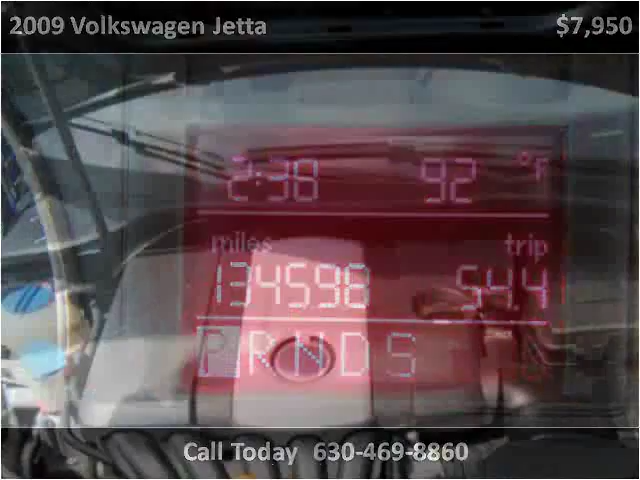 2009 Volkswagen Jetta $7,950
2:38 92 °F
miles trip
134598 54.4
P R N D S
Call Today 630-469-8860